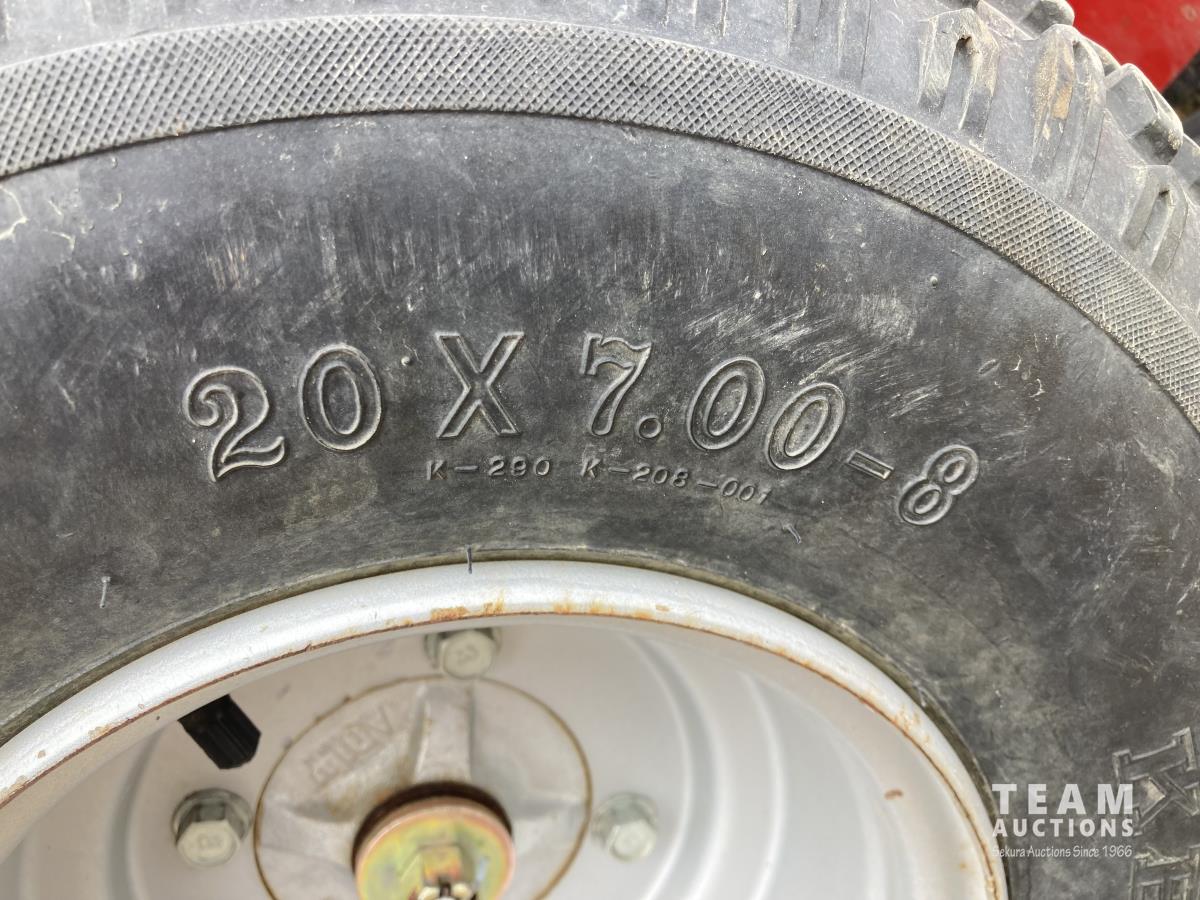 20 X 7.00-8
K-290 K-208-001
TEAM
AUCTIONS
Sekura Auctions Since 1966